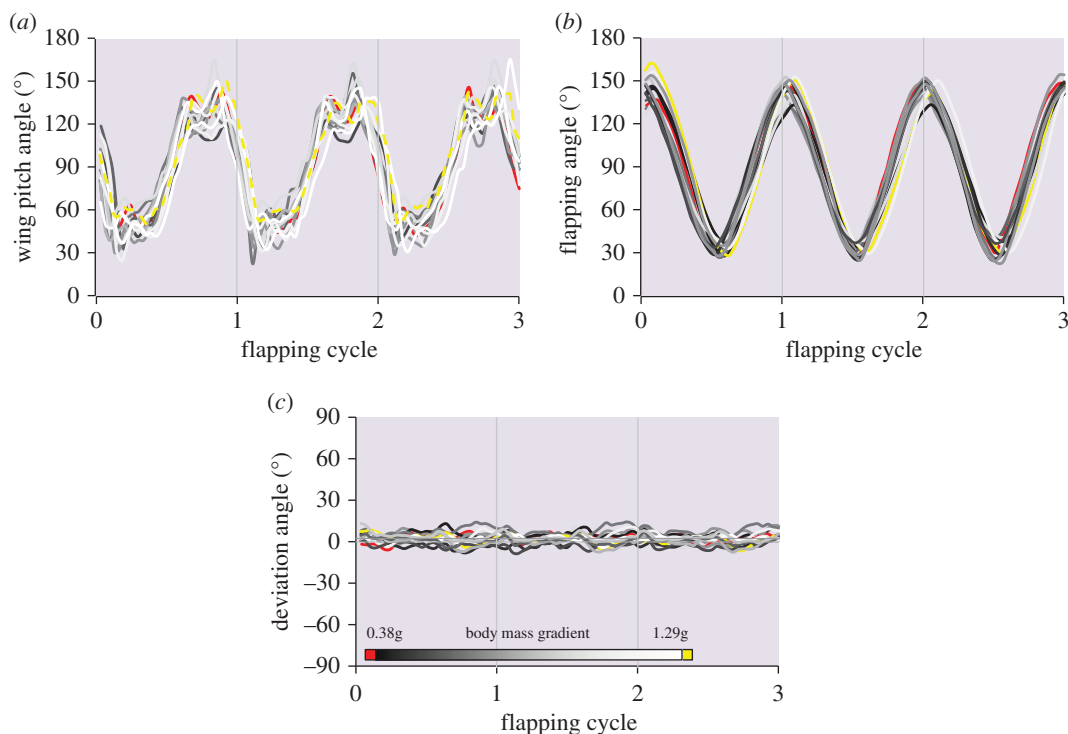 (a)
180
150
120
90
60
30
0
wing pitch angle (°)
0 1 2 3
flapping cycle
(b)
180
150
120
90
60
30
0
flapping angle (°)
0 1 2 3
flapping cycle
(c)
90
60
30
0
–30
–60
–90
deviation angle (°)
0.38g body mass gradient 1.29g
0 1 2 3
flapping cycle